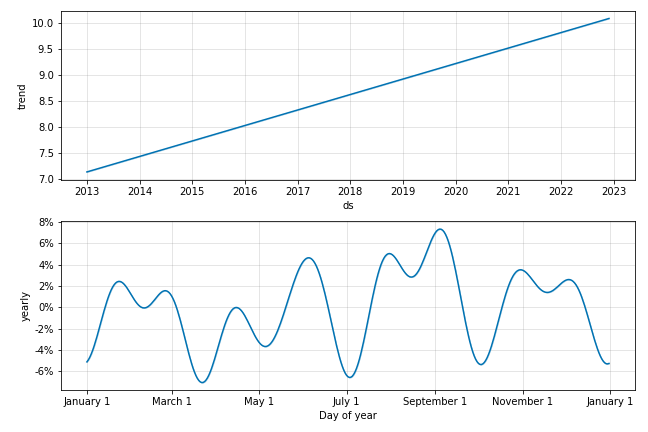 10.0
9.5
9.0
8.5
8.0
7.5
7.0
trend
2013 2014 2015 2016 2017 2018 2019 2020 2021 2022 2023
ds
8%
6%
4%
2%
0%
-2%
-4%
-6%
yearly
January 1 March 1 May 1 July 1 September 1 November 1 January 1
Day of year